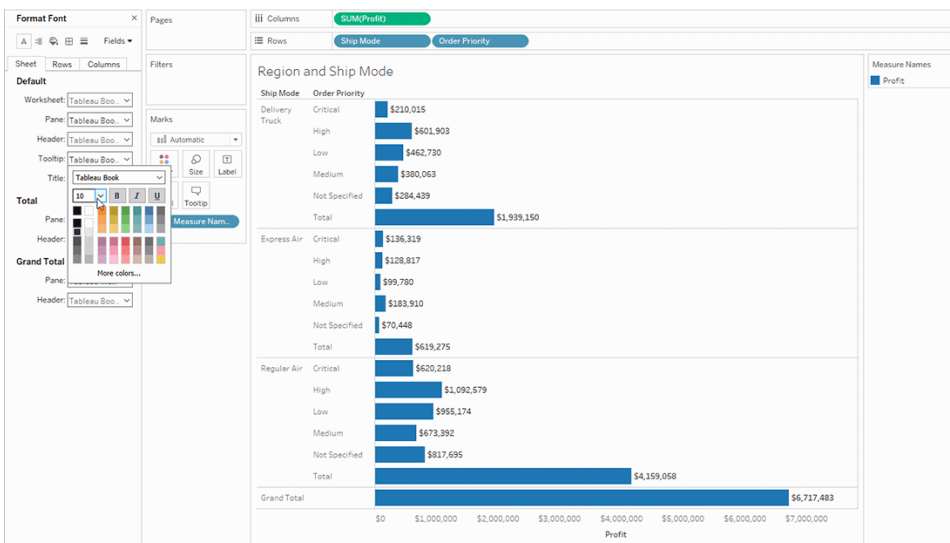 Format Font ×
A Fields
Sheet Rows Columns
Default
Worksheet: Tableau Boo..
Pane: Tableau Boo..
Header: Tableau Boo..
Tooltip: Tableau Boo..
Title:
Tableau Book
10 B I U
More colors...
Total
Pane:
Header:
Grand Total
Pane:
Header: Tableau Boo..
Pages
Filters
Marks
Automatic
Size Label
Tooltip
Measure Nam..
iii Columns SUM(Profit)
Rows Ship Mode Order Priority
Region and Ship Mode
Ship Mode Order Priority
Delivery Truck Critical $210,015
High $601,903
Low $462,730
Medium $380,063
Not Specified $284,439
Total $1,939,150
Express Air Critical $136,319
High $128,817
Low $99,780
Medium $183,910
Not Specified $70,448
Total $619,275
Regular Air Critical $620,218
High $1,092,579
Low $955,174
Medium $673,392
Not Specified $817,695
Total $4,159,058
Grand Total $6,717,483
$0 $1,000,000 $2,000,000 $3,000,000 $4,000,000 $5,000,000 $6,000,000 $7,000,000
Profit
Measure Names
Profit